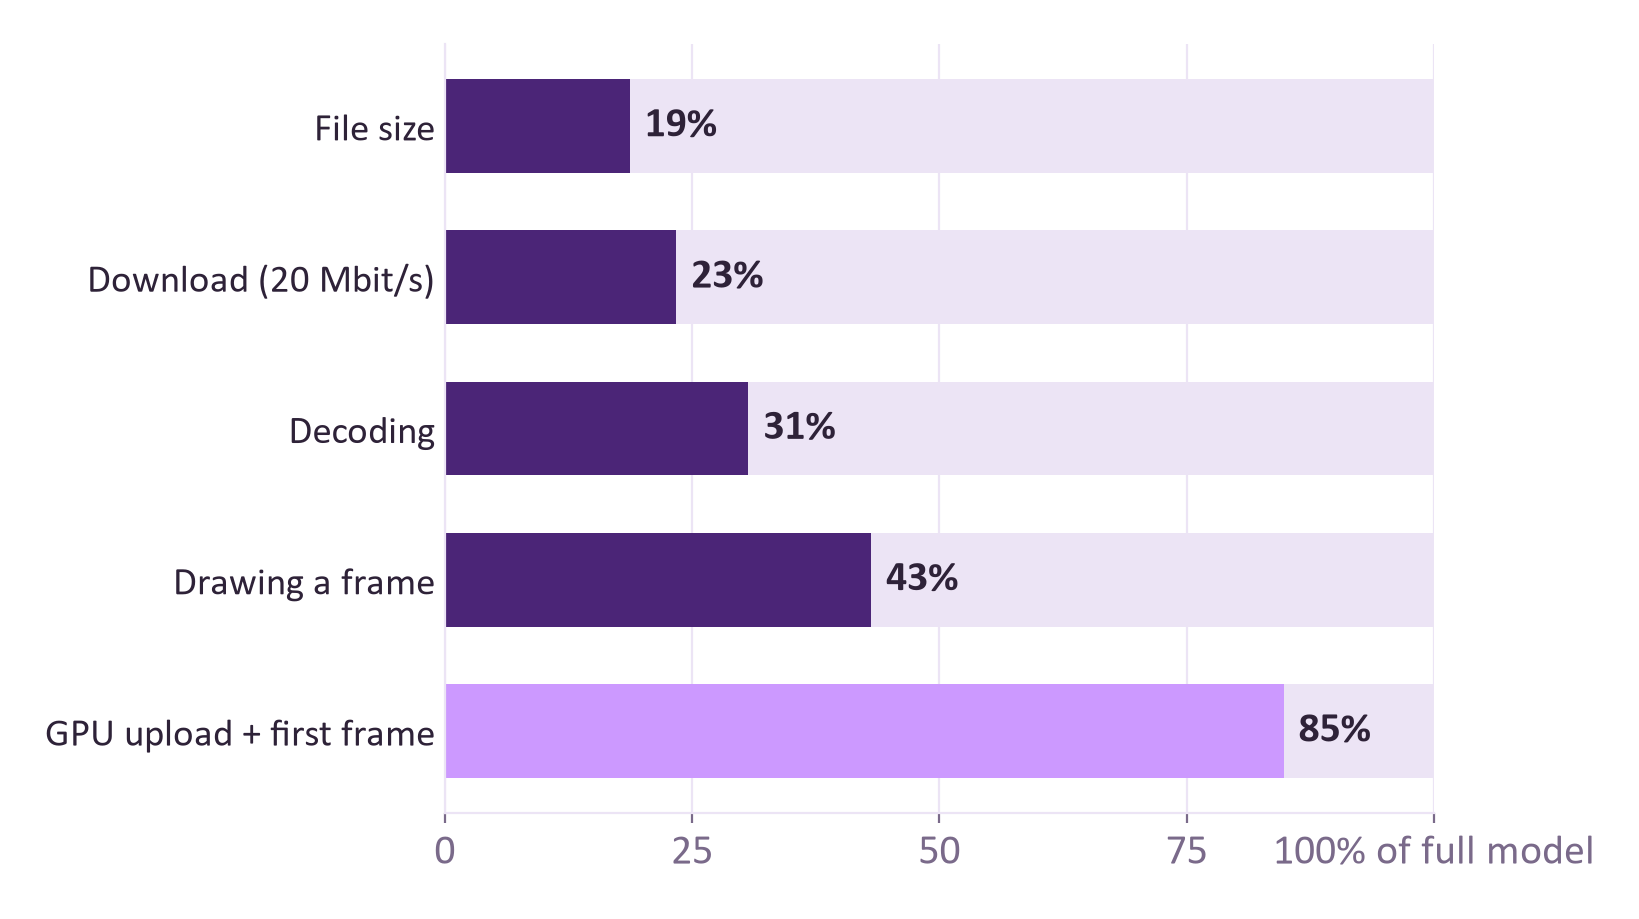 File size 19%
Download (20 Mbit/s) 23%
Decoding 31%
Drawing a frame 43%
GPU upload + first frame 85%
0 25 50 75 100% of full model